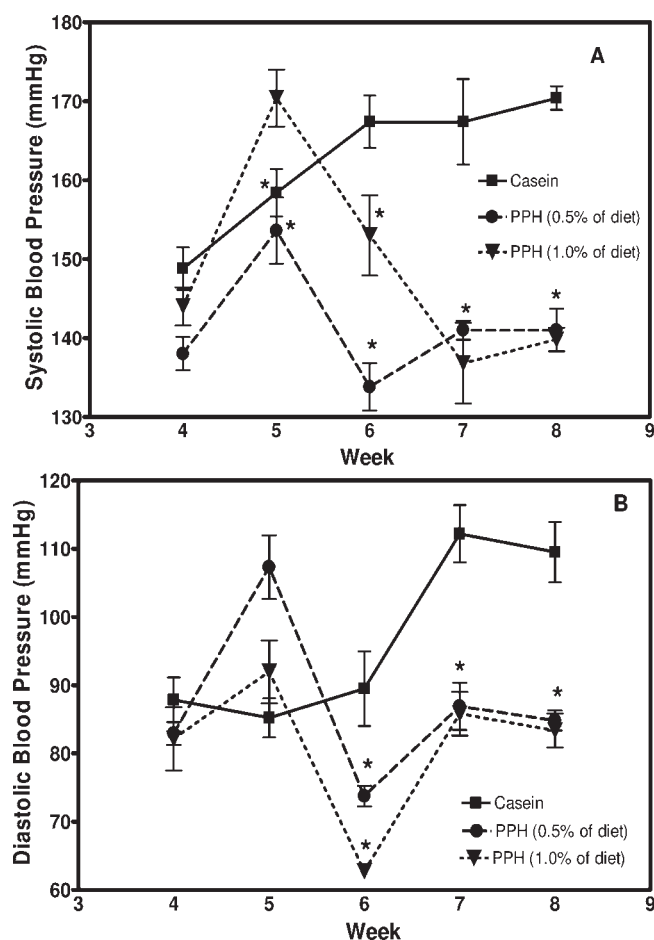 180
A
170
160
150
140
130
Systolic Blood Pressure (mmHg)
* * * * * *
Casein
PPH (0.5% of diet)
PPH (1.0% of diet)
3 4 5 6 7 8 9
Week
120
B
110
100
90
80
70
60
Diastolic Blood Pressure (mmHg)
* * * *
Casein
PPH (0.5% of diet)
PPH (1.0% of diet)
3 4 5 6 7 8 9
Week